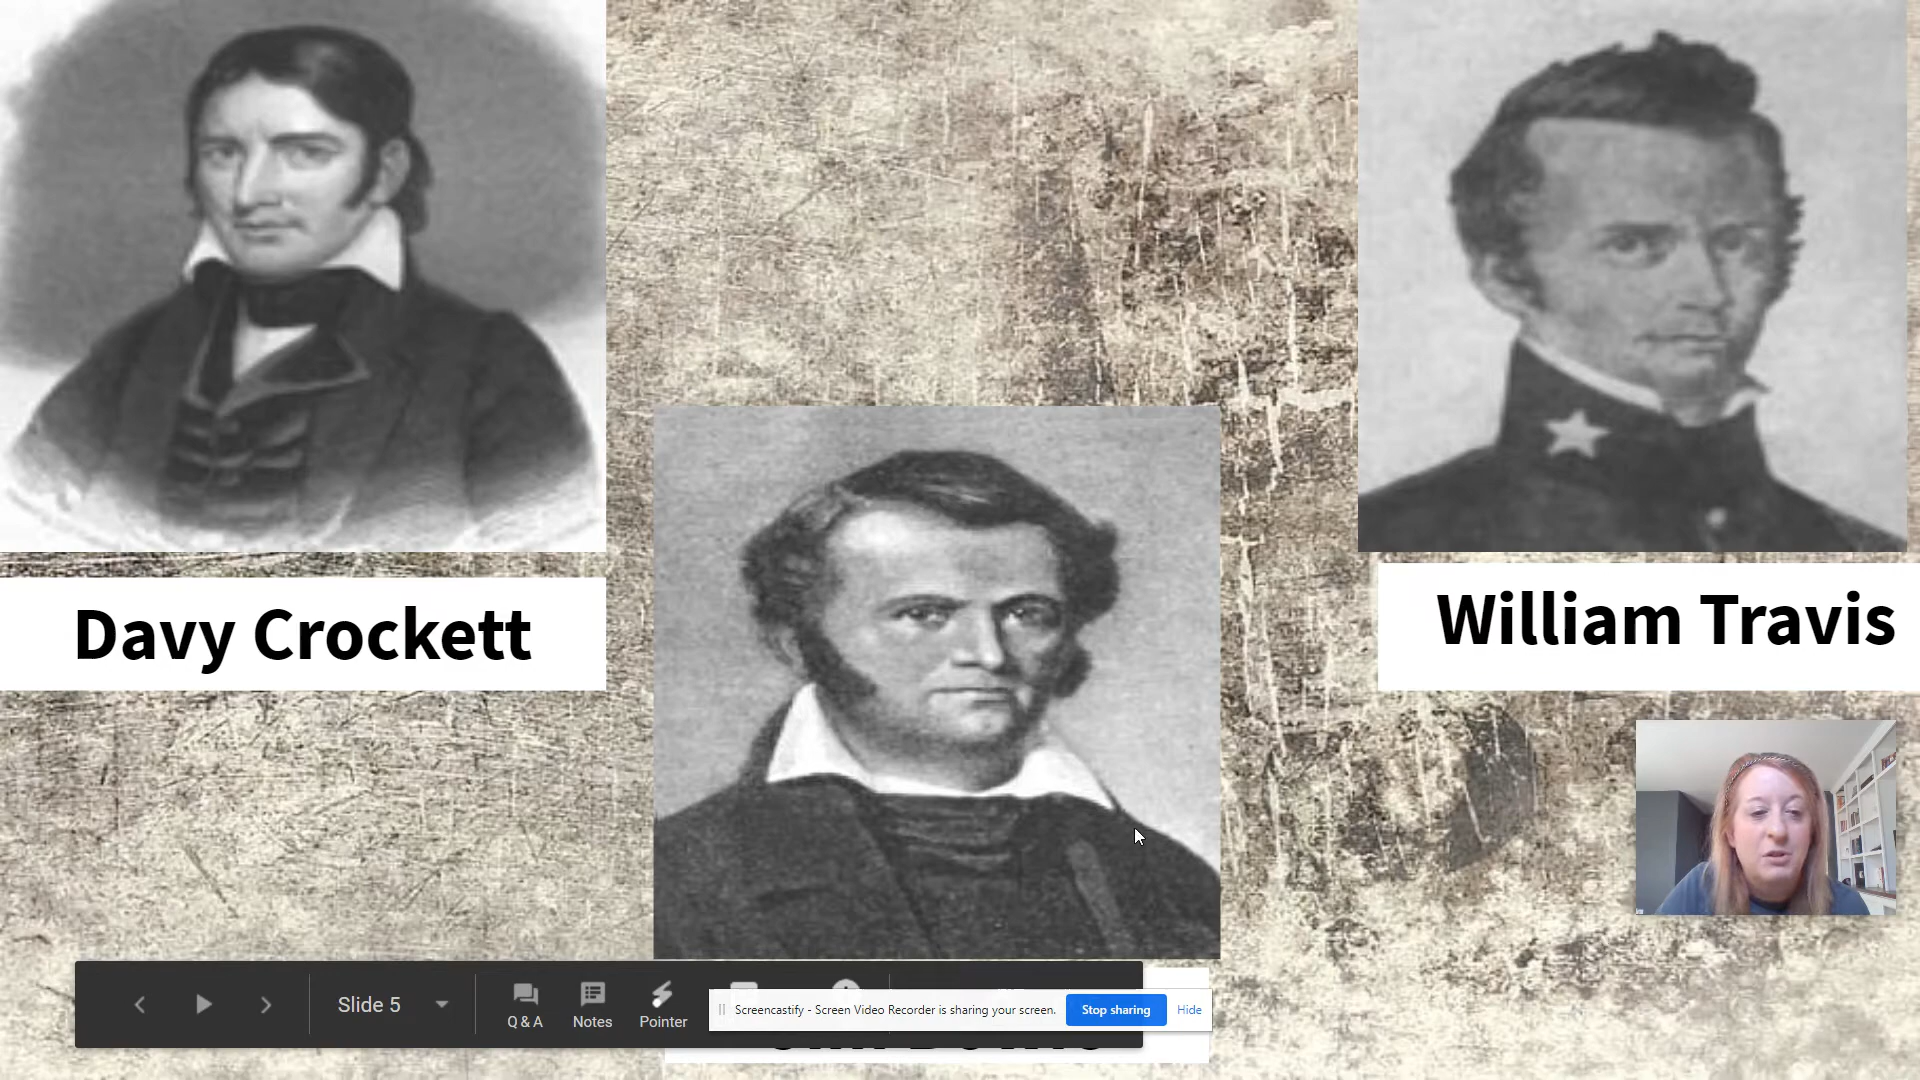 Davy Crockett
William Travis
Slide 5
Q & A
Notes
Pointer
Screencastify - Screen Video Recorder is sharing your screen.
Stop sharing
Hide